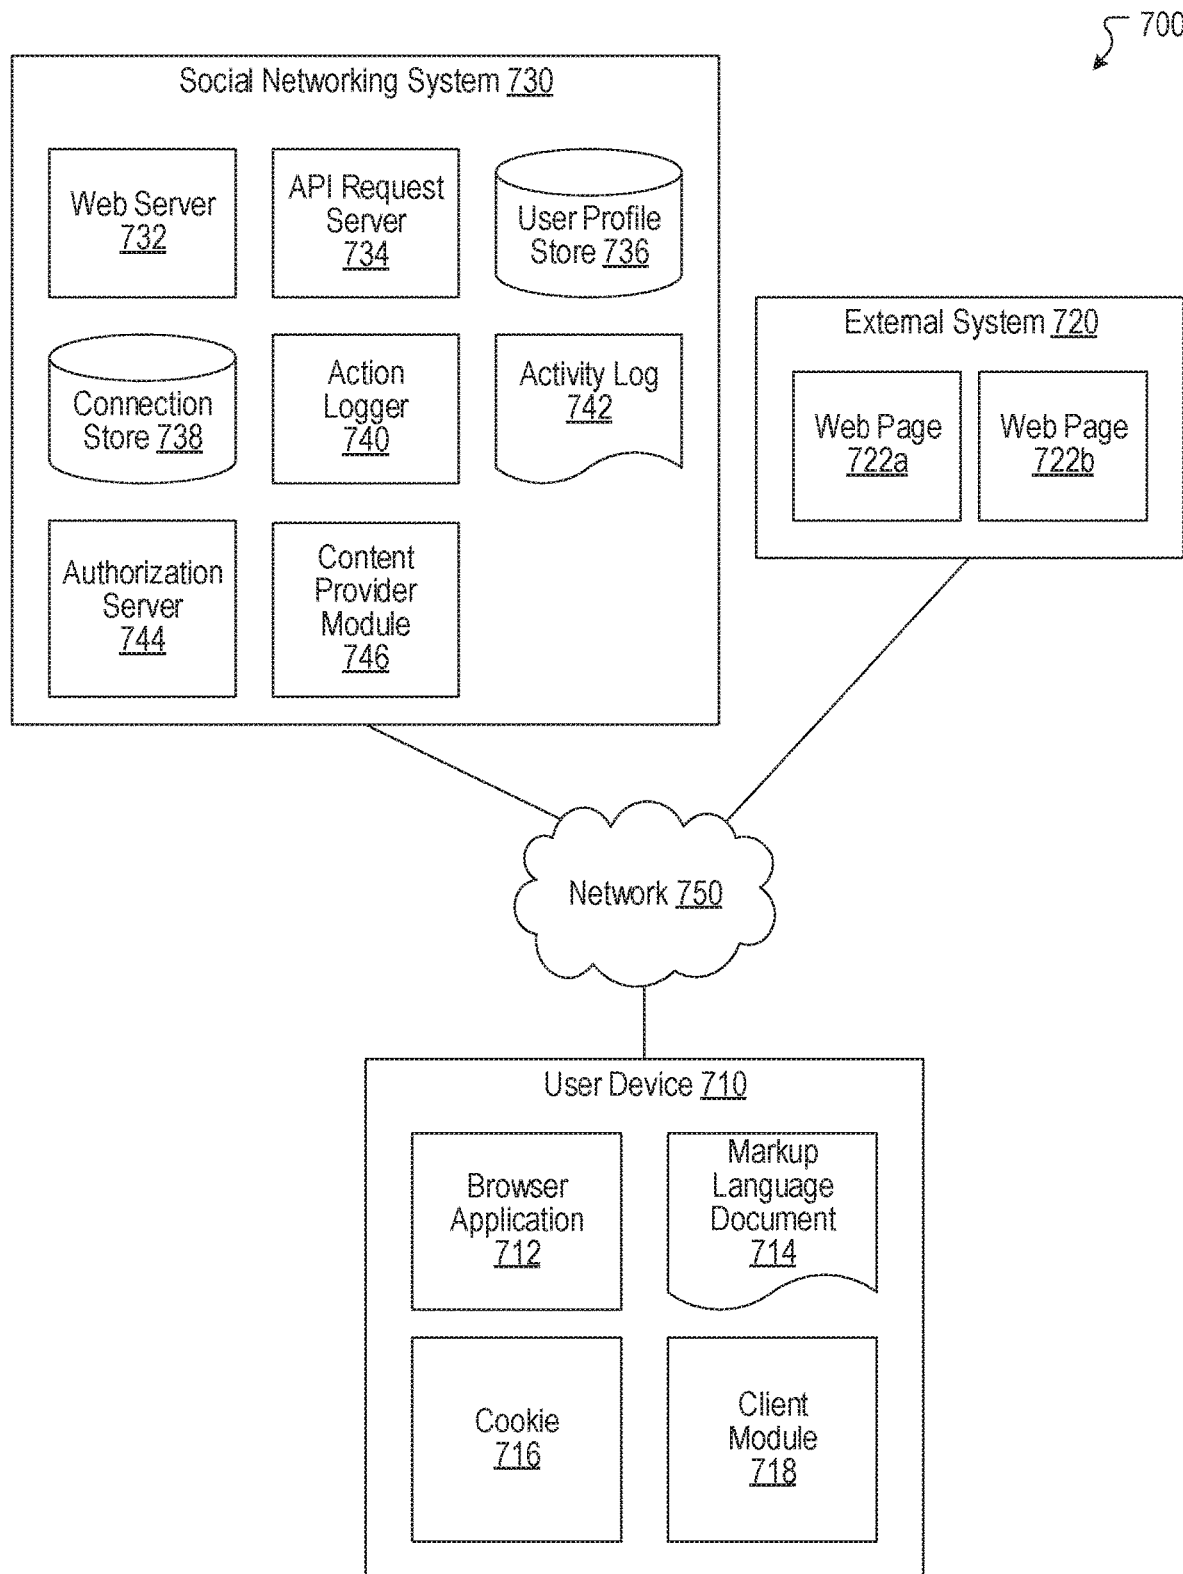 700
Social Networking System 730
Web Server
732
API Request
Server
734
User Profile
Store 736
Connection
Store 738
Action
Logger
740
Activity Log
742
Authorization
Server
744
Content
Provider
Module
746
External System 720
Web Page
722a
Web Page
722b
Network 750
User Device 710
Browser
Application
712
Markup
Language
Document
714
Cookie
716
Client
Module
718